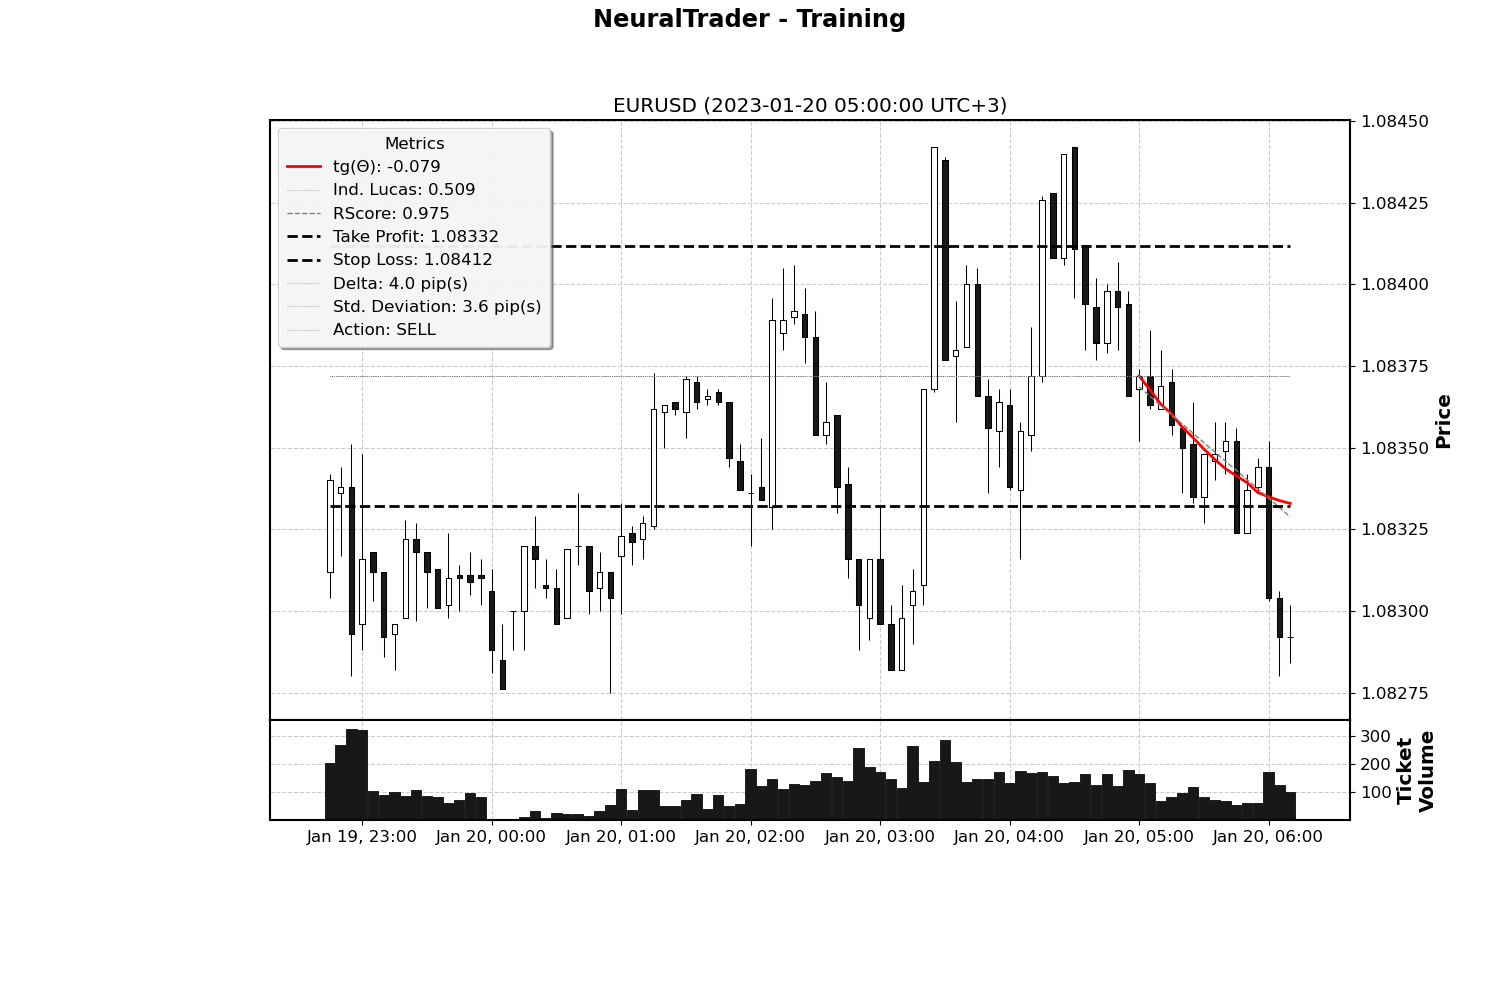 NeuralTrader - Training
EURUSD (2023-01-20 05:00:00 UTC+3)
Metrics
tg(Θ): -0.079
Ind. Lucas: 0.509
RScore: 0.975
Take Profit: 1.08332
Stop Loss: 1.08412
Delta: 4.0 pip(s)
Std. Deviation: 3.6 pip(s)
Action: SELL
1.08450
1.08425
1.08400
1.08375
1.08350
1.08325
1.08300
1.08275
Price
300
200
100
Ticket
Volume
Jan 19, 23:00 Jan 20, 00:00 Jan 20, 01:00 Jan 20, 02:00 Jan 20, 03:00 Jan 20, 04:00 Jan 20, 05:00 Jan 20, 06:00